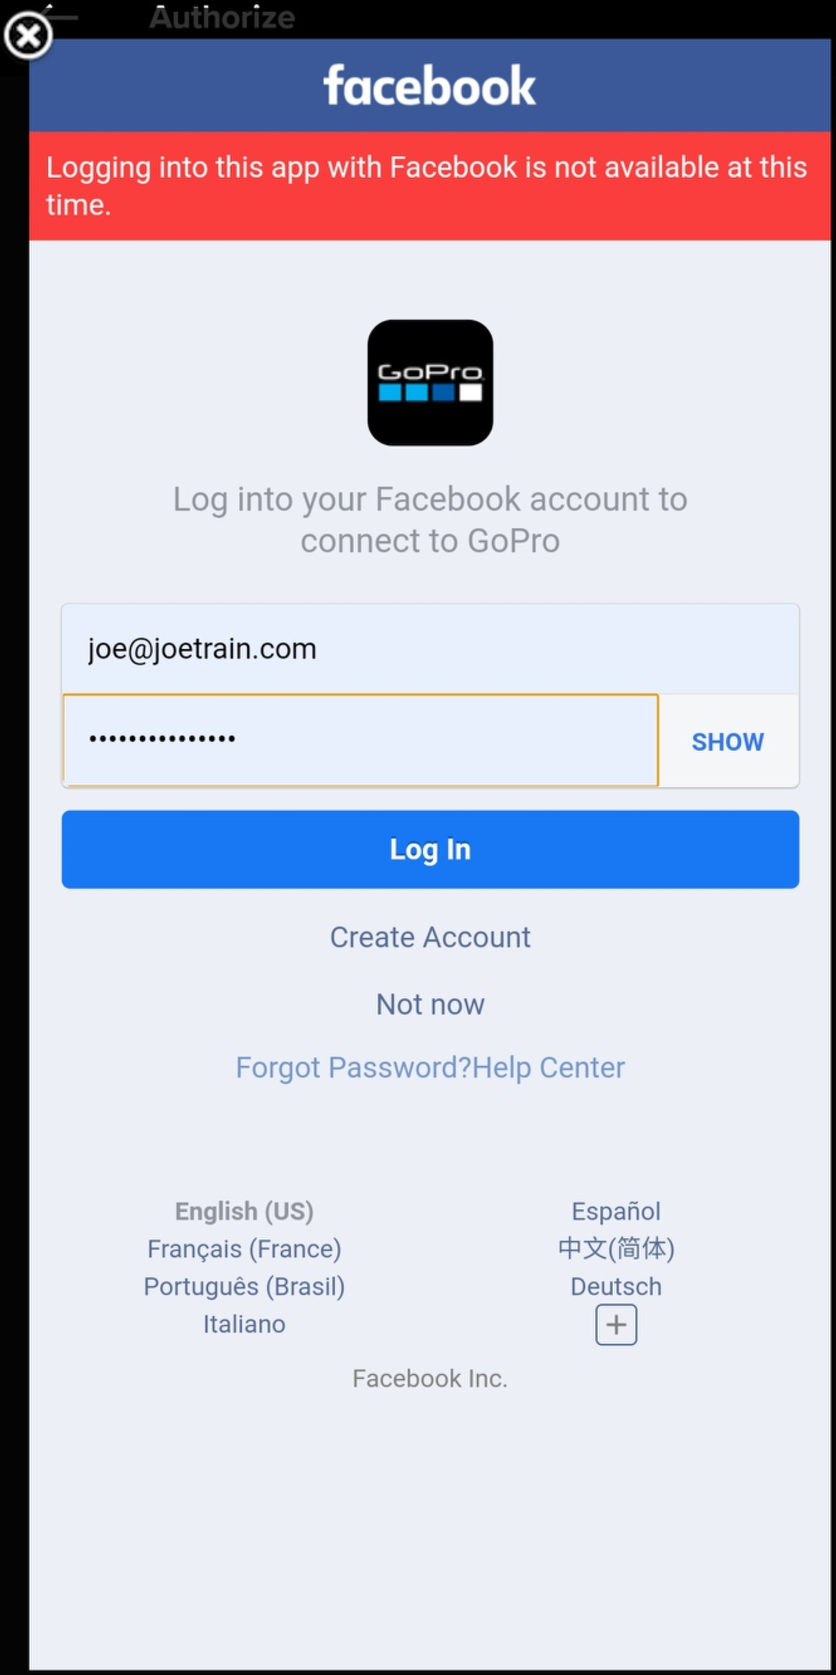 Authorize
facebook
Logging into this app with Facebook is not available at this
time.
GoPro
Log into your Facebook account to
connect to GoPro
joe@joetrain.com
•••••••••••••••
SHOW
Log In
Create Account
Not now
Forgot Password?Help Center
English (US)
Español
Français (France)
中文(简体)
Português (Brasil)
Deutsch
Italiano
Facebook Inc.